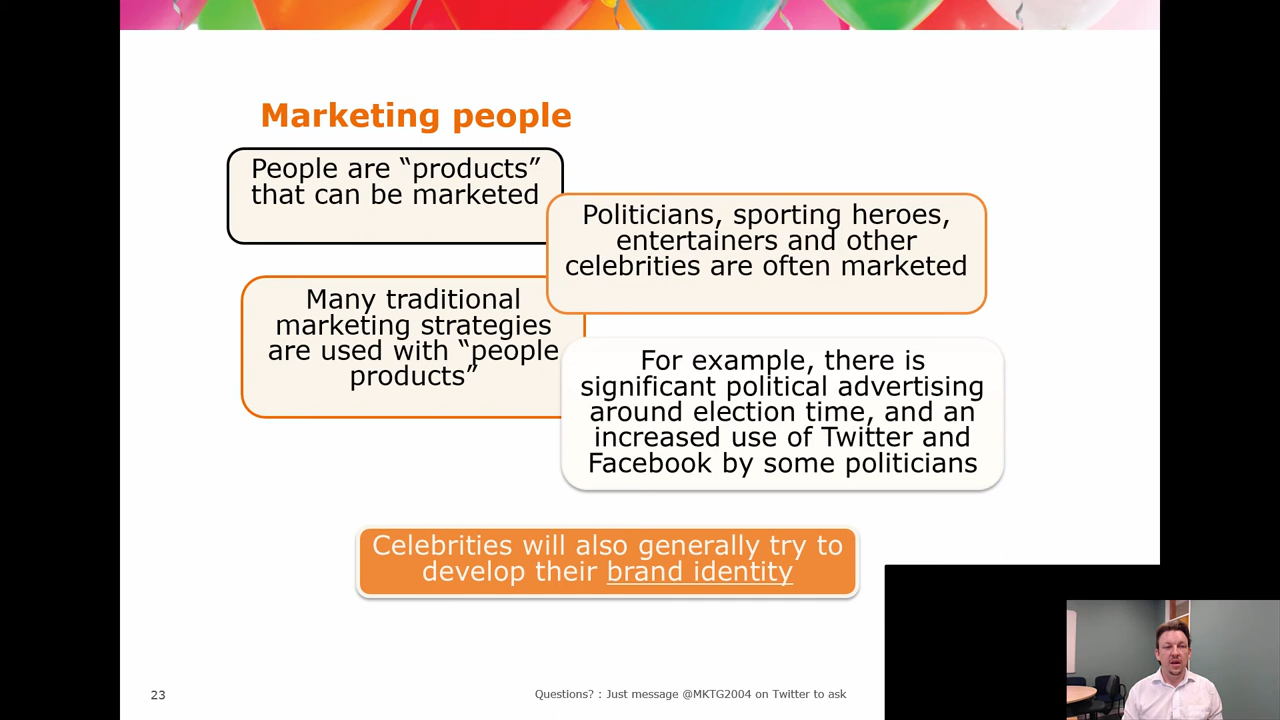 Marketing people
People are “products”
that can be marketed
Politicians, sporting heroes,
entertainers and other
celebrities are often marketed
Many traditional
marketing strategies
are used with “people
products”
For example, there is
significant political advertising
around election time, and an
increased use of Twitter and
Facebook by some politicians
Celebrities will also generally try to
develop their brand identity
23
Questions? : Just message @MKTG2004 on Twitter to ask